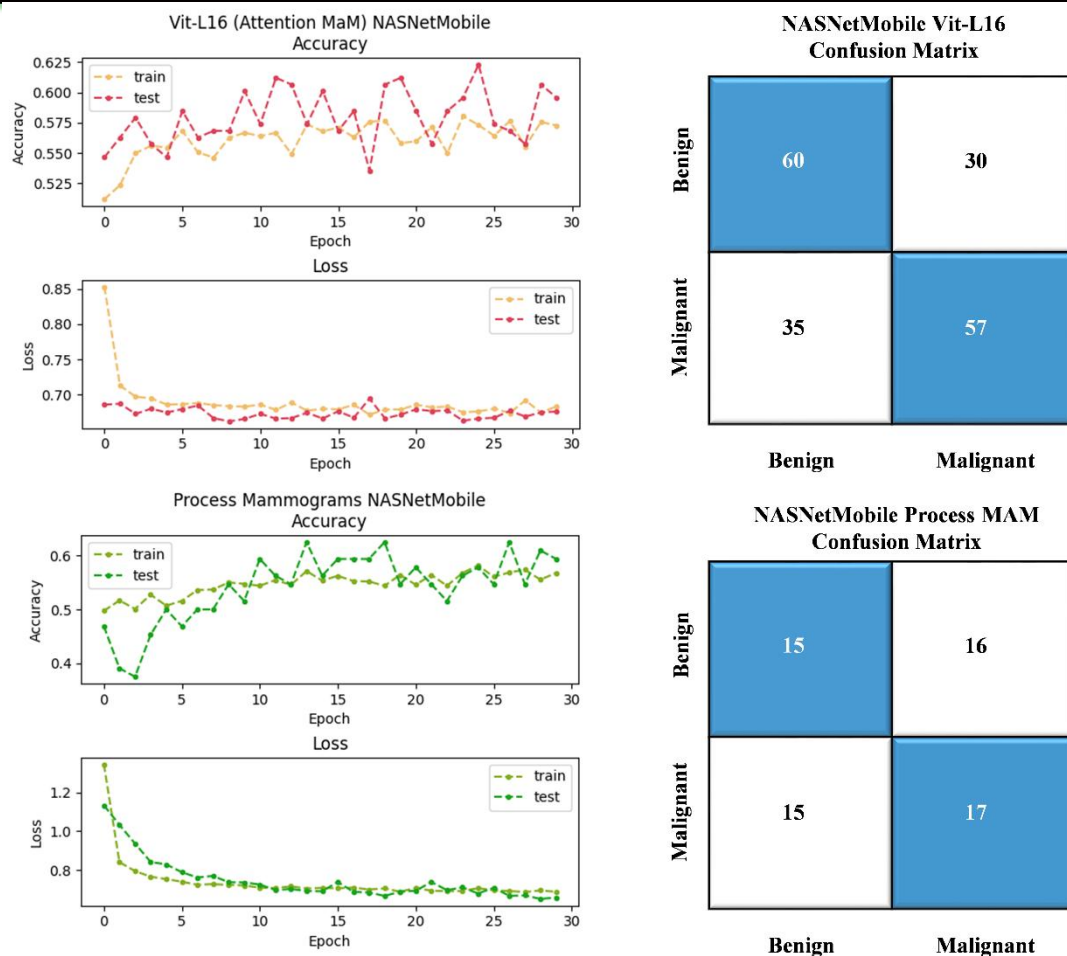 Vit-L16 (Attention MaM) NASNetMobile
Accuracy
0.625
0.600
0.575
0.550
0.525
Accuracy
train
test
0 5 10 15 20 25 30
Epoch
Loss
0.85
0.80
0.75
0.70
Loss
train
test
0 5 10 15 20 25 30
Epoch
NASNetMobile Vit-L16
Confusion Matrix
Benign
60 30
Malignant
35 57
Benign Malignant
Process Mammograms NASNetMobile
Accuracy
0.6
0.5
0.4
Accuracy
train
test
0 5 10 15 20 25 30
Epoch
Loss
1.2
1.0
0.8
Loss
train
test
0 5 10 15 20 25 30
Epoch
NASNetMobile Process MAM
Confusion Matrix
Benign
15 16
Malignant
15 17
Benign Malignant